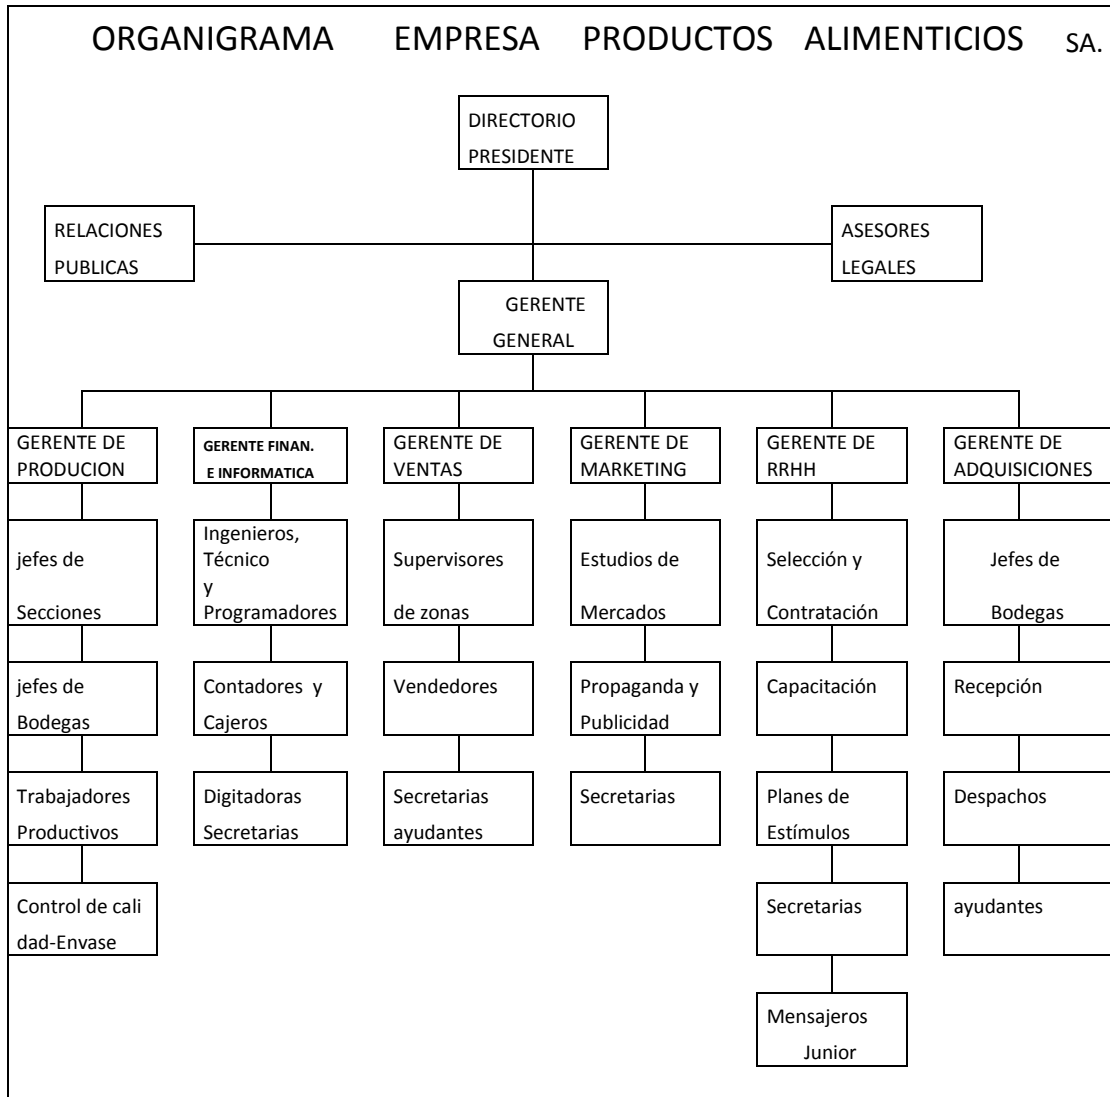 ORGANIGRAMA EMPRESA PRODUCTOS ALIMENTICIOS SA.
DIRECTORIO
PRESIDENTE
RELACIONES
PUBLICAS
ASESORES
LEGALES
GERENTE
GENERAL
GERENTE DE
PRODUCION
GERENTE FINAN.
E INFORMATICA
GERENTE DE
VENTAS
GERENTE DE
MARKETING
GERENTE DE
RRHH
GERENTE DE
ADQUISICIONES
jefes de
Secciones
Ingenieros,
Técnico
y
Programadores
Supervisores
de zonas
Estudios de
Mercados
Selección y
Contratación
Jefes de
Bodegas
jefes de
Bodegas
Contadores y
Cajeros
Vendedores
Propaganda y
Publicidad
Capacitación
Recepción
Trabajadores
Productivos
Digitadoras
Secretarias
Secretarias
ayudantes
Secretarias
Planes de
Estímulos
Despachos
Control de cali
dad-Envase
Secretarias
ayudantes
Mensajeros
Junior